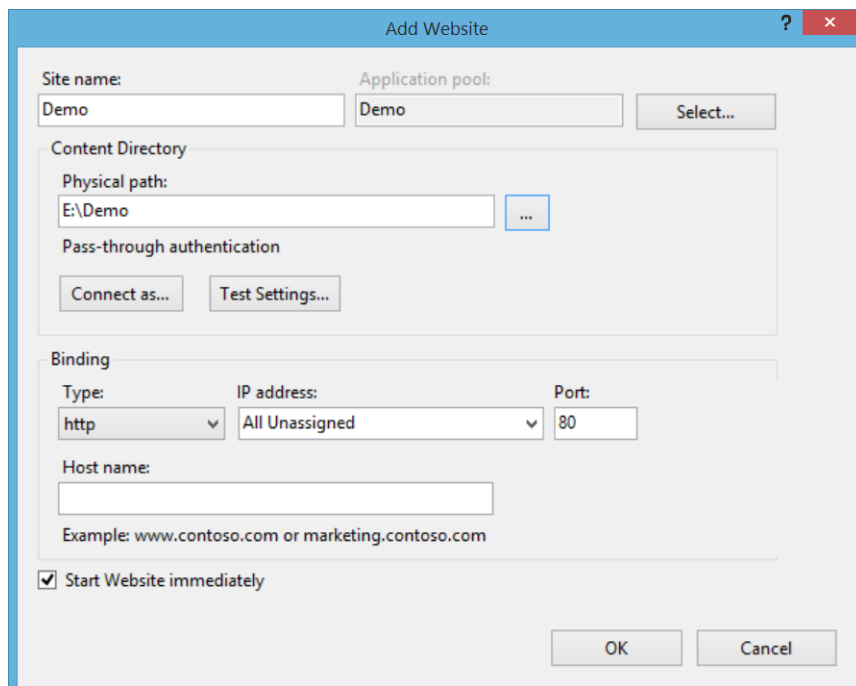 Add Website
? ×
Site name: Application pool:
Demo Demo Select...
Content Directory
Physical path:
E:\Demo ...
Pass-through authentication
Connect as... Test Settings...
Binding
Type: IP address: Port:
http All Unassigned 80
Host name:
Example: www.contoso.com or marketing.contoso.com
Start Website immediately
OK Cancel